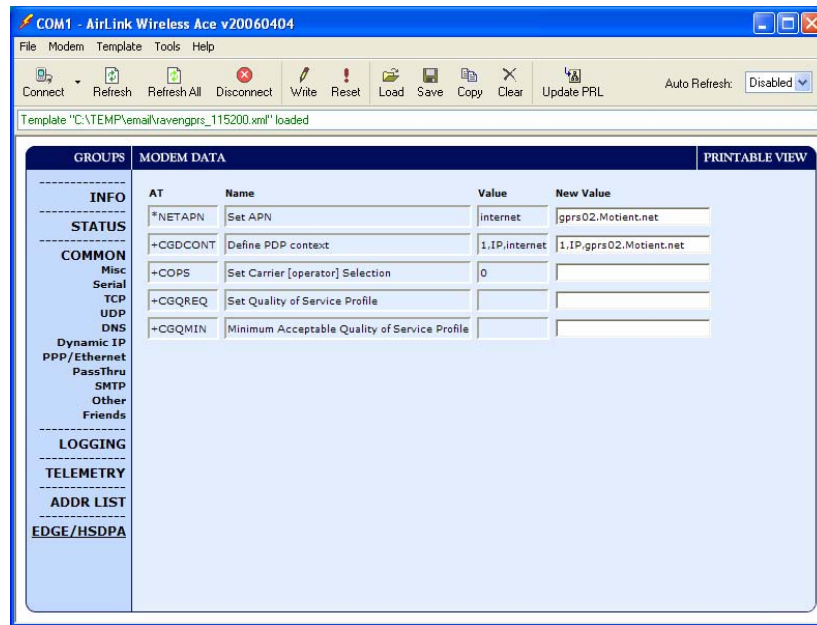 COM1 - AirLink Wireless Ace v20060404
File Modem Template Tools Help
Connect Refresh Refresh All Disconnect Write Reset Load Save Copy Clear Update PRL Auto Refresh: Disabled
Template "C:\TEMP\email\ravengprs_115200.xml" loaded
GROUPS MODEM DATA PRINTABLE VIEW
INFO
STATUS
COMMON
Misc
Serial
TCP
UDP
DNS
Dynamic IP
PPP/Ethernet
PassThru
SMTP
Other
Friends
LOGGING
TELEMETRY
ADDR LIST
EDGE/HSDPA
AT Name Value New Value
*NETAPN Set APN internet gprs02.Motient.net
+CGDCONT Define PDP context 1,IP,internet 1,IP,gprs02.Motient.net
+COPS Set Carrier [operator] Selection 0
+CGQREQ Set Quality of Service Profile
+CGQMIN Minimum Acceptable Quality of Service Profile